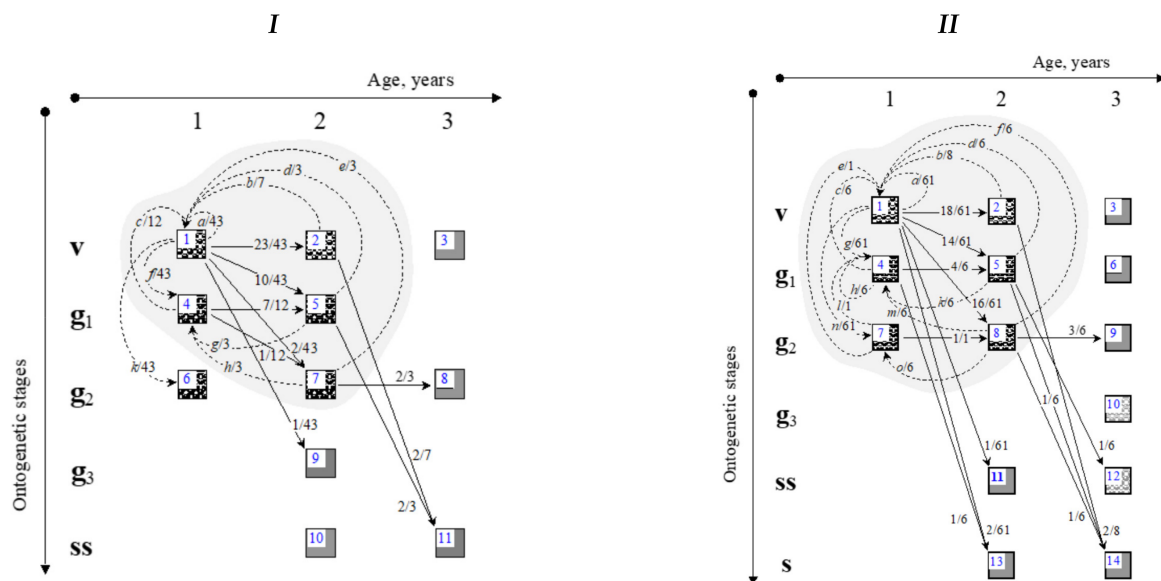 I II
Age, years Age, years
1 2 3 1 2 3
Ontogenetic stages
v
g1
g2
g3
ss
1
2
3
4
5
6
7
8
9
10
11
e/3
d/3
b/7
c/12
a/43
23/43
f/43
10/43
7/12
g/3
1/12
2/43
h/3
k/43
2/3
1/43
2/7
2/3
Ontogenetic stages
v
g1
g2
g3
ss
s
1
2
3
4
5
6
7
8
9
10
11
12
13
14
f/6
d/6
b/8
e/1
a/61
c/6
18/61
14/61
g/61
4/6
h/6
16/61
k/6
l/1
m/6
n/61
1/1
3/6
o/6
1/6
1/61
1/6
1/6
2/61
1/6
2/8